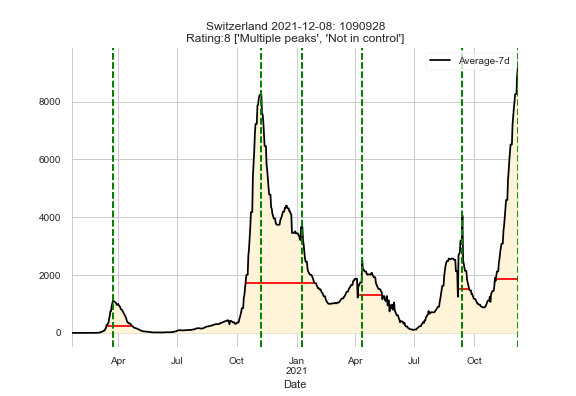 Switzerland 2021-12-08: 1090928
Rating:8 ['Multiple peaks', 'Not in control']
Average-7d
8000
6000
4000
2000
0
Apr
Jul
Oct
Jan
2021
Apr
Jul
Oct
Date